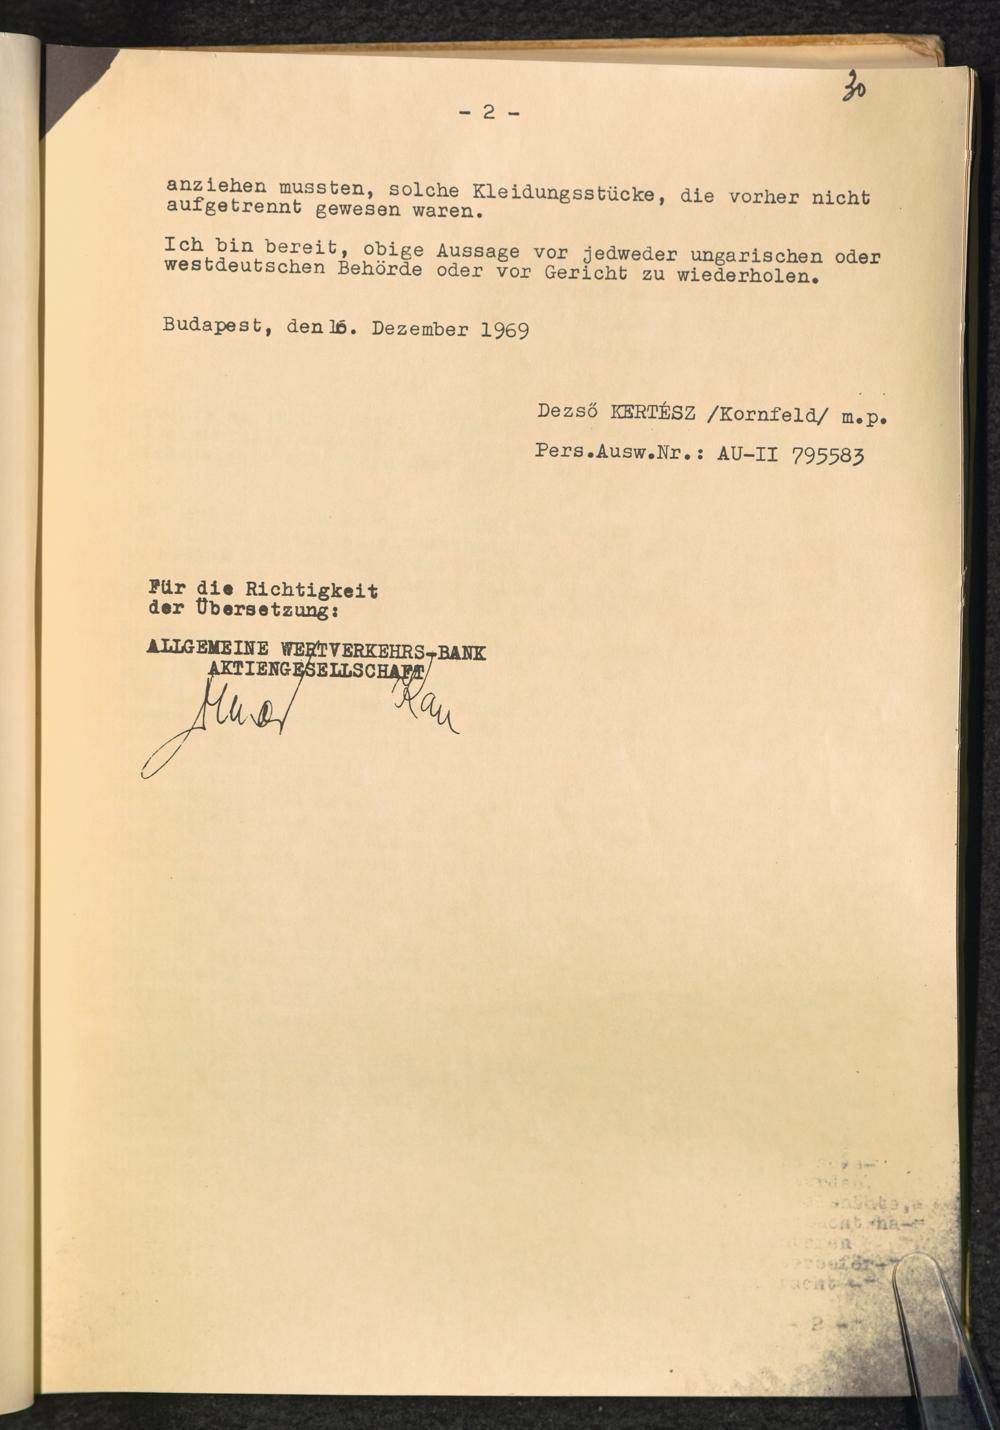 30
- 2 -
anziehen mussten, solche Kleidungsstücke, die vorher nicht
aufgetrennt gewesen waren.
Ich bin bereit, obige Aussage vor jedweder ungarischen oder
westdeutschen Behörde oder vor Gericht zu wiederholen.
Budapest, den 16. Dezember 1969
Dezső KERTÉSZ /Kornfeld/ m.p.
Pers.Ausw.Nr.: AU-II 795583
Für die Richtigkeit
der Übersetzung:
ALLGEMEINE WERTVERKEHRS-BANK
AKTIENGESELLSCHAFT
- 2 -